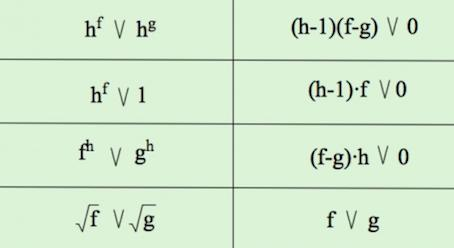 hᶠ ∨ hᵍ (h-1)(f-g) ∨ 0
hᶠ ∨ 1 (h-1)·f ∨ 0
fʰ ∨ gʰ (f-g)·h ∨ 0
√f ∨ √g f ∨ g